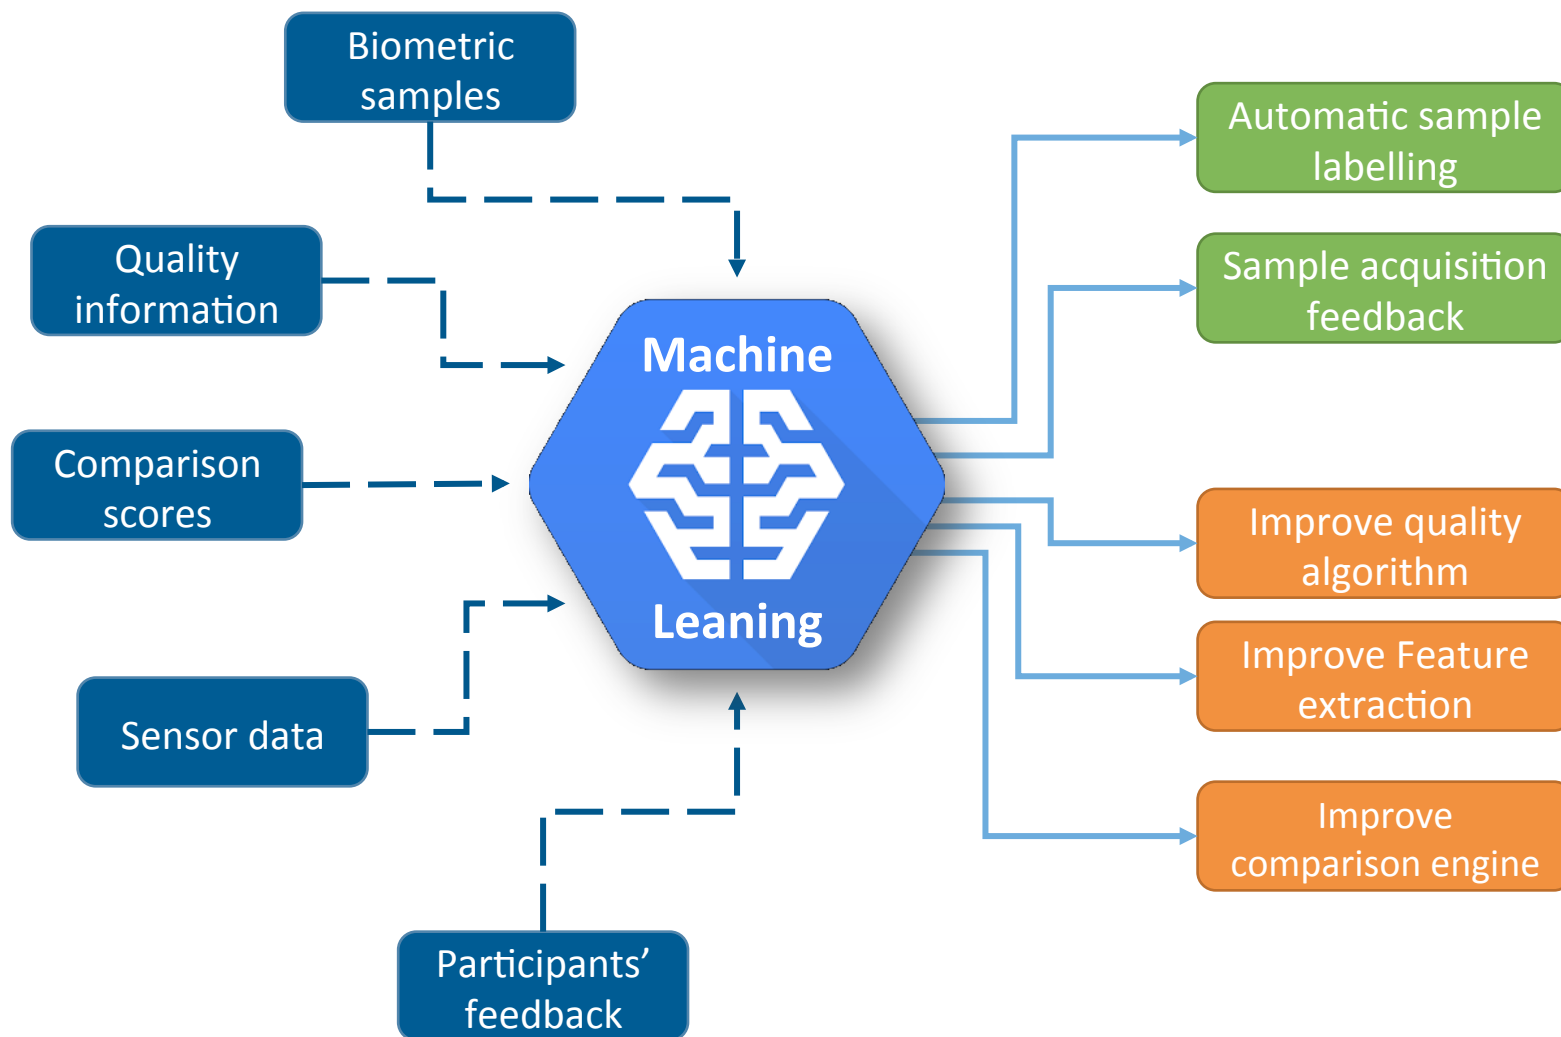 Biometric
samples
Quality
information
Comparison
scores
Sensor data
Participants’
feedback
Machine
Leaning
Automatic sample
labelling
Sample acquisition
feedback
Improve quality
algorithm
Improve Feature
extraction
Improve
comparison engine